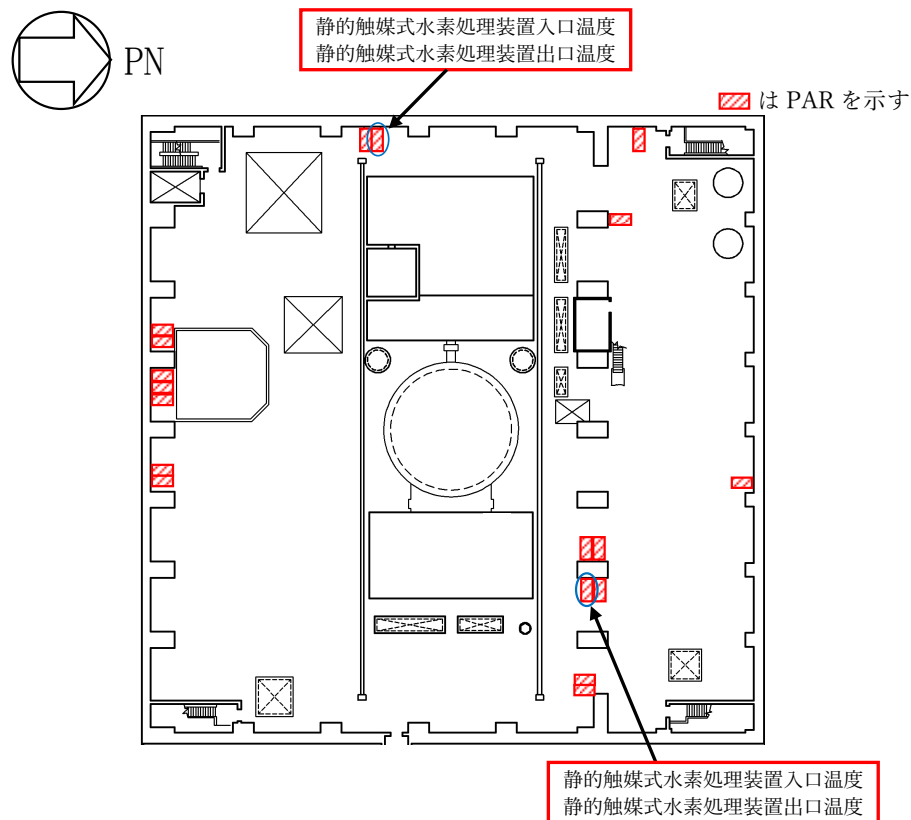 静的触媒式水素処理装置入口温度
静的触媒式水素処理装置出口温度
PN
は PAR を示す
静的触媒式水素処理装置入口温度
静的触媒式水素処理装置出口温度